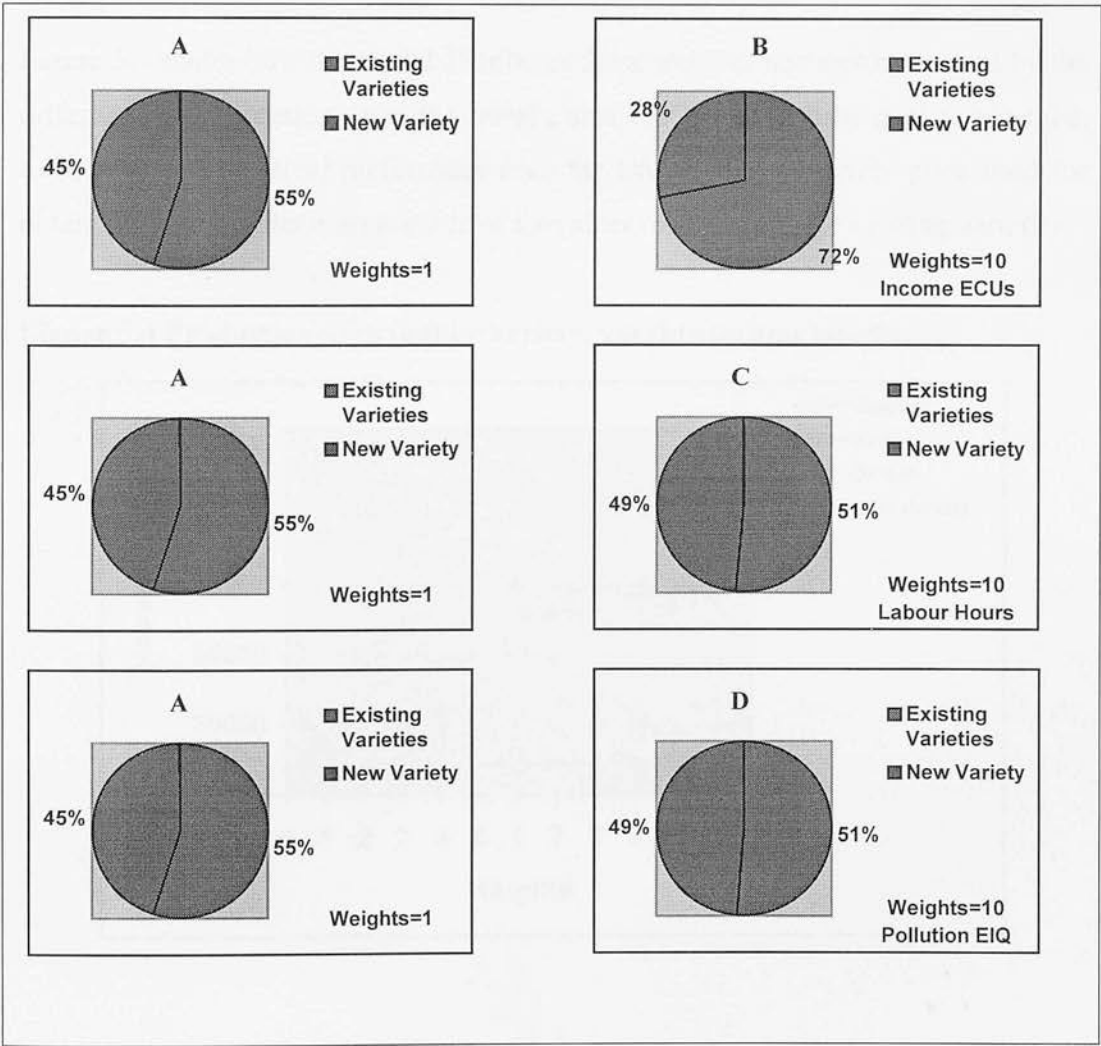 A
Existing
Varieties
New Variety
45%
55%
Weights=1
B
Existing
Varieties
New Variety
28%
72%
Weights=10
Income ECUs
A
Existing
Varieties
New Variety
45%
55%
Weights=1
C
Existing
Varieties
New Variety
49%
51%
Weights=10
Labour Hours
A
Existing
Varieties
New Variety
45%
55%
Weights=1
D
Existing
Varieties
New Variety
49%
51%
Weights=10
Pollution EIQ